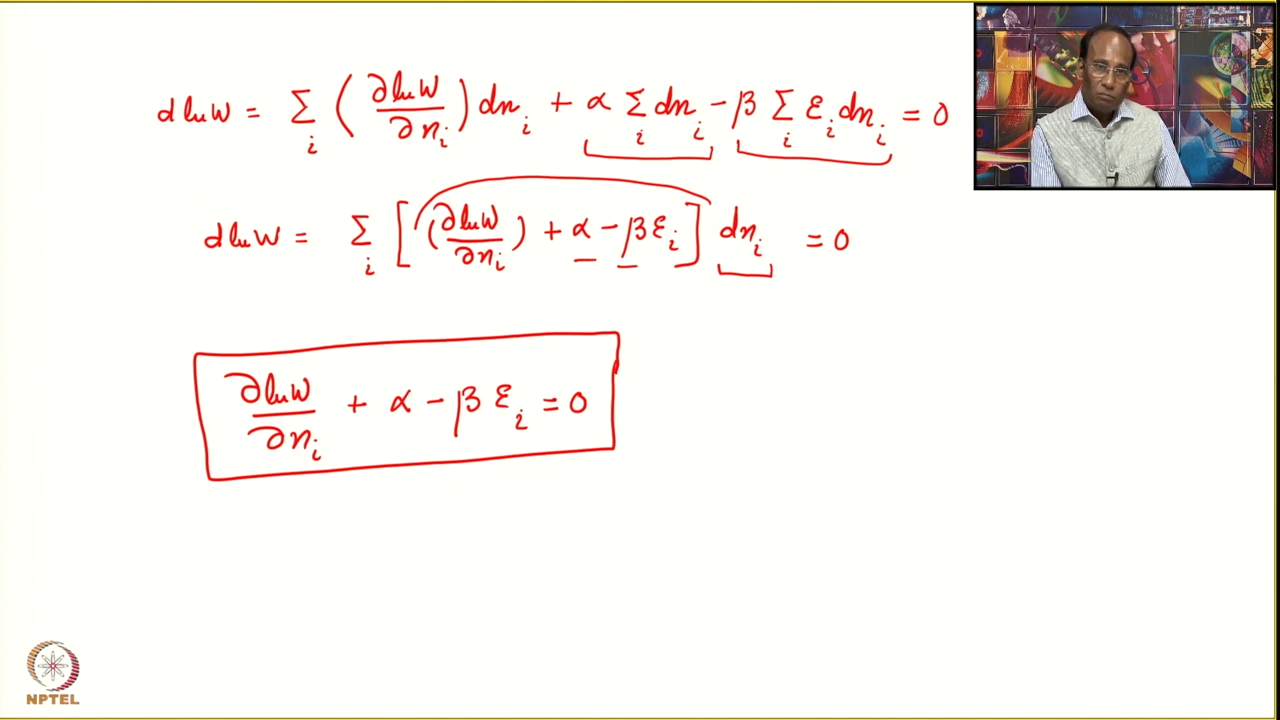 d ln W = Σ_i (∂ln W / ∂n_i) dn_i + α Σ_i dn_i − β Σ_i ε_i dn_i = 0
d ln W = Σ_i [(∂ln W / ∂n_i) + α − β ε_i] dn_i = 0
∂ln W / ∂n_i + α − β ε_i = 0
NPTEL